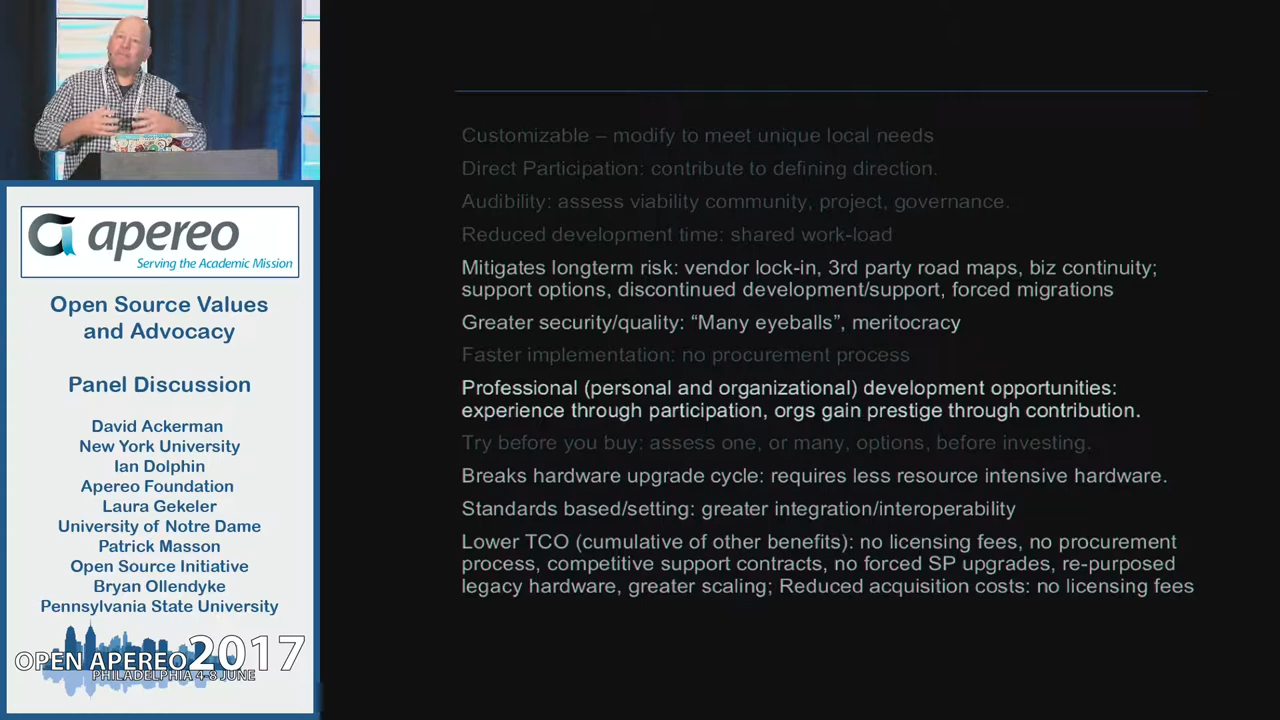 apereo
Serving the Academic Mission
Open Source Values
and Advocacy
Panel Discussion
David Ackerman
New York University
Ian Dolphin
Apereo Foundation
Laura Gekeler
University of Notre Dame
Patrick Masson
Open Source Initiative
Bryan Ollendyke
Pennsylvania State University
OPEN APEREO 2017
PHILADELPHIA 4-8 JUNE
Customizable – modify to meet unique local needs
Direct Participation: contribute to defining direction.
Audibility: assess viability community, project, governance.
Reduced development time: shared work-load
Mitigates longterm risk: vendor lock-in, 3rd party road maps, biz continuity;
support options, discontinued development/support, forced migrations
Greater security/quality: “Many eyeballs”, meritocracy
Faster implementation: no procurement process
Professional (personal and organizational) development opportunities:
experience through participation, orgs gain prestige through contribution.
Try before you buy: assess one, or many, options, before investing.
Breaks hardware upgrade cycle: requires less resource intensive hardware.
Standards based/setting: greater integration/interoperability
Lower TCO (cumulative of other benefits): no licensing fees, no procurement
process, competitive support contracts, no forced SP upgrades, re-purposed
legacy hardware, greater scaling; Reduced acquisition costs: no licensing fees